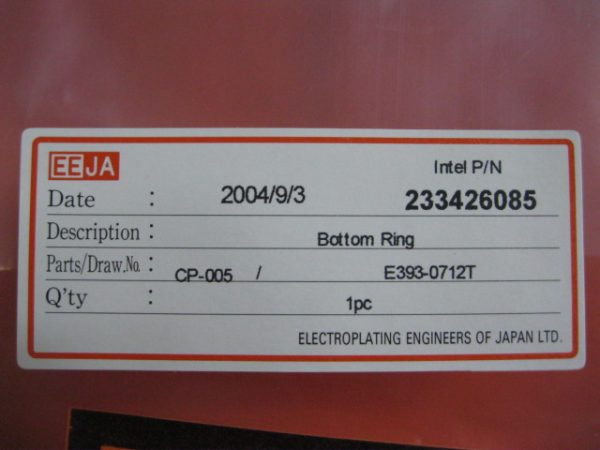 EEJA
Intel P/N
Date : 2004/9/3 233426085
Description : Bottom Ring
Parts/Draw.No. : CP-005 / E393-0712T
Q'ty : 1pc
ELECTROPLATING ENGINEERS OF JAPAN LTD.